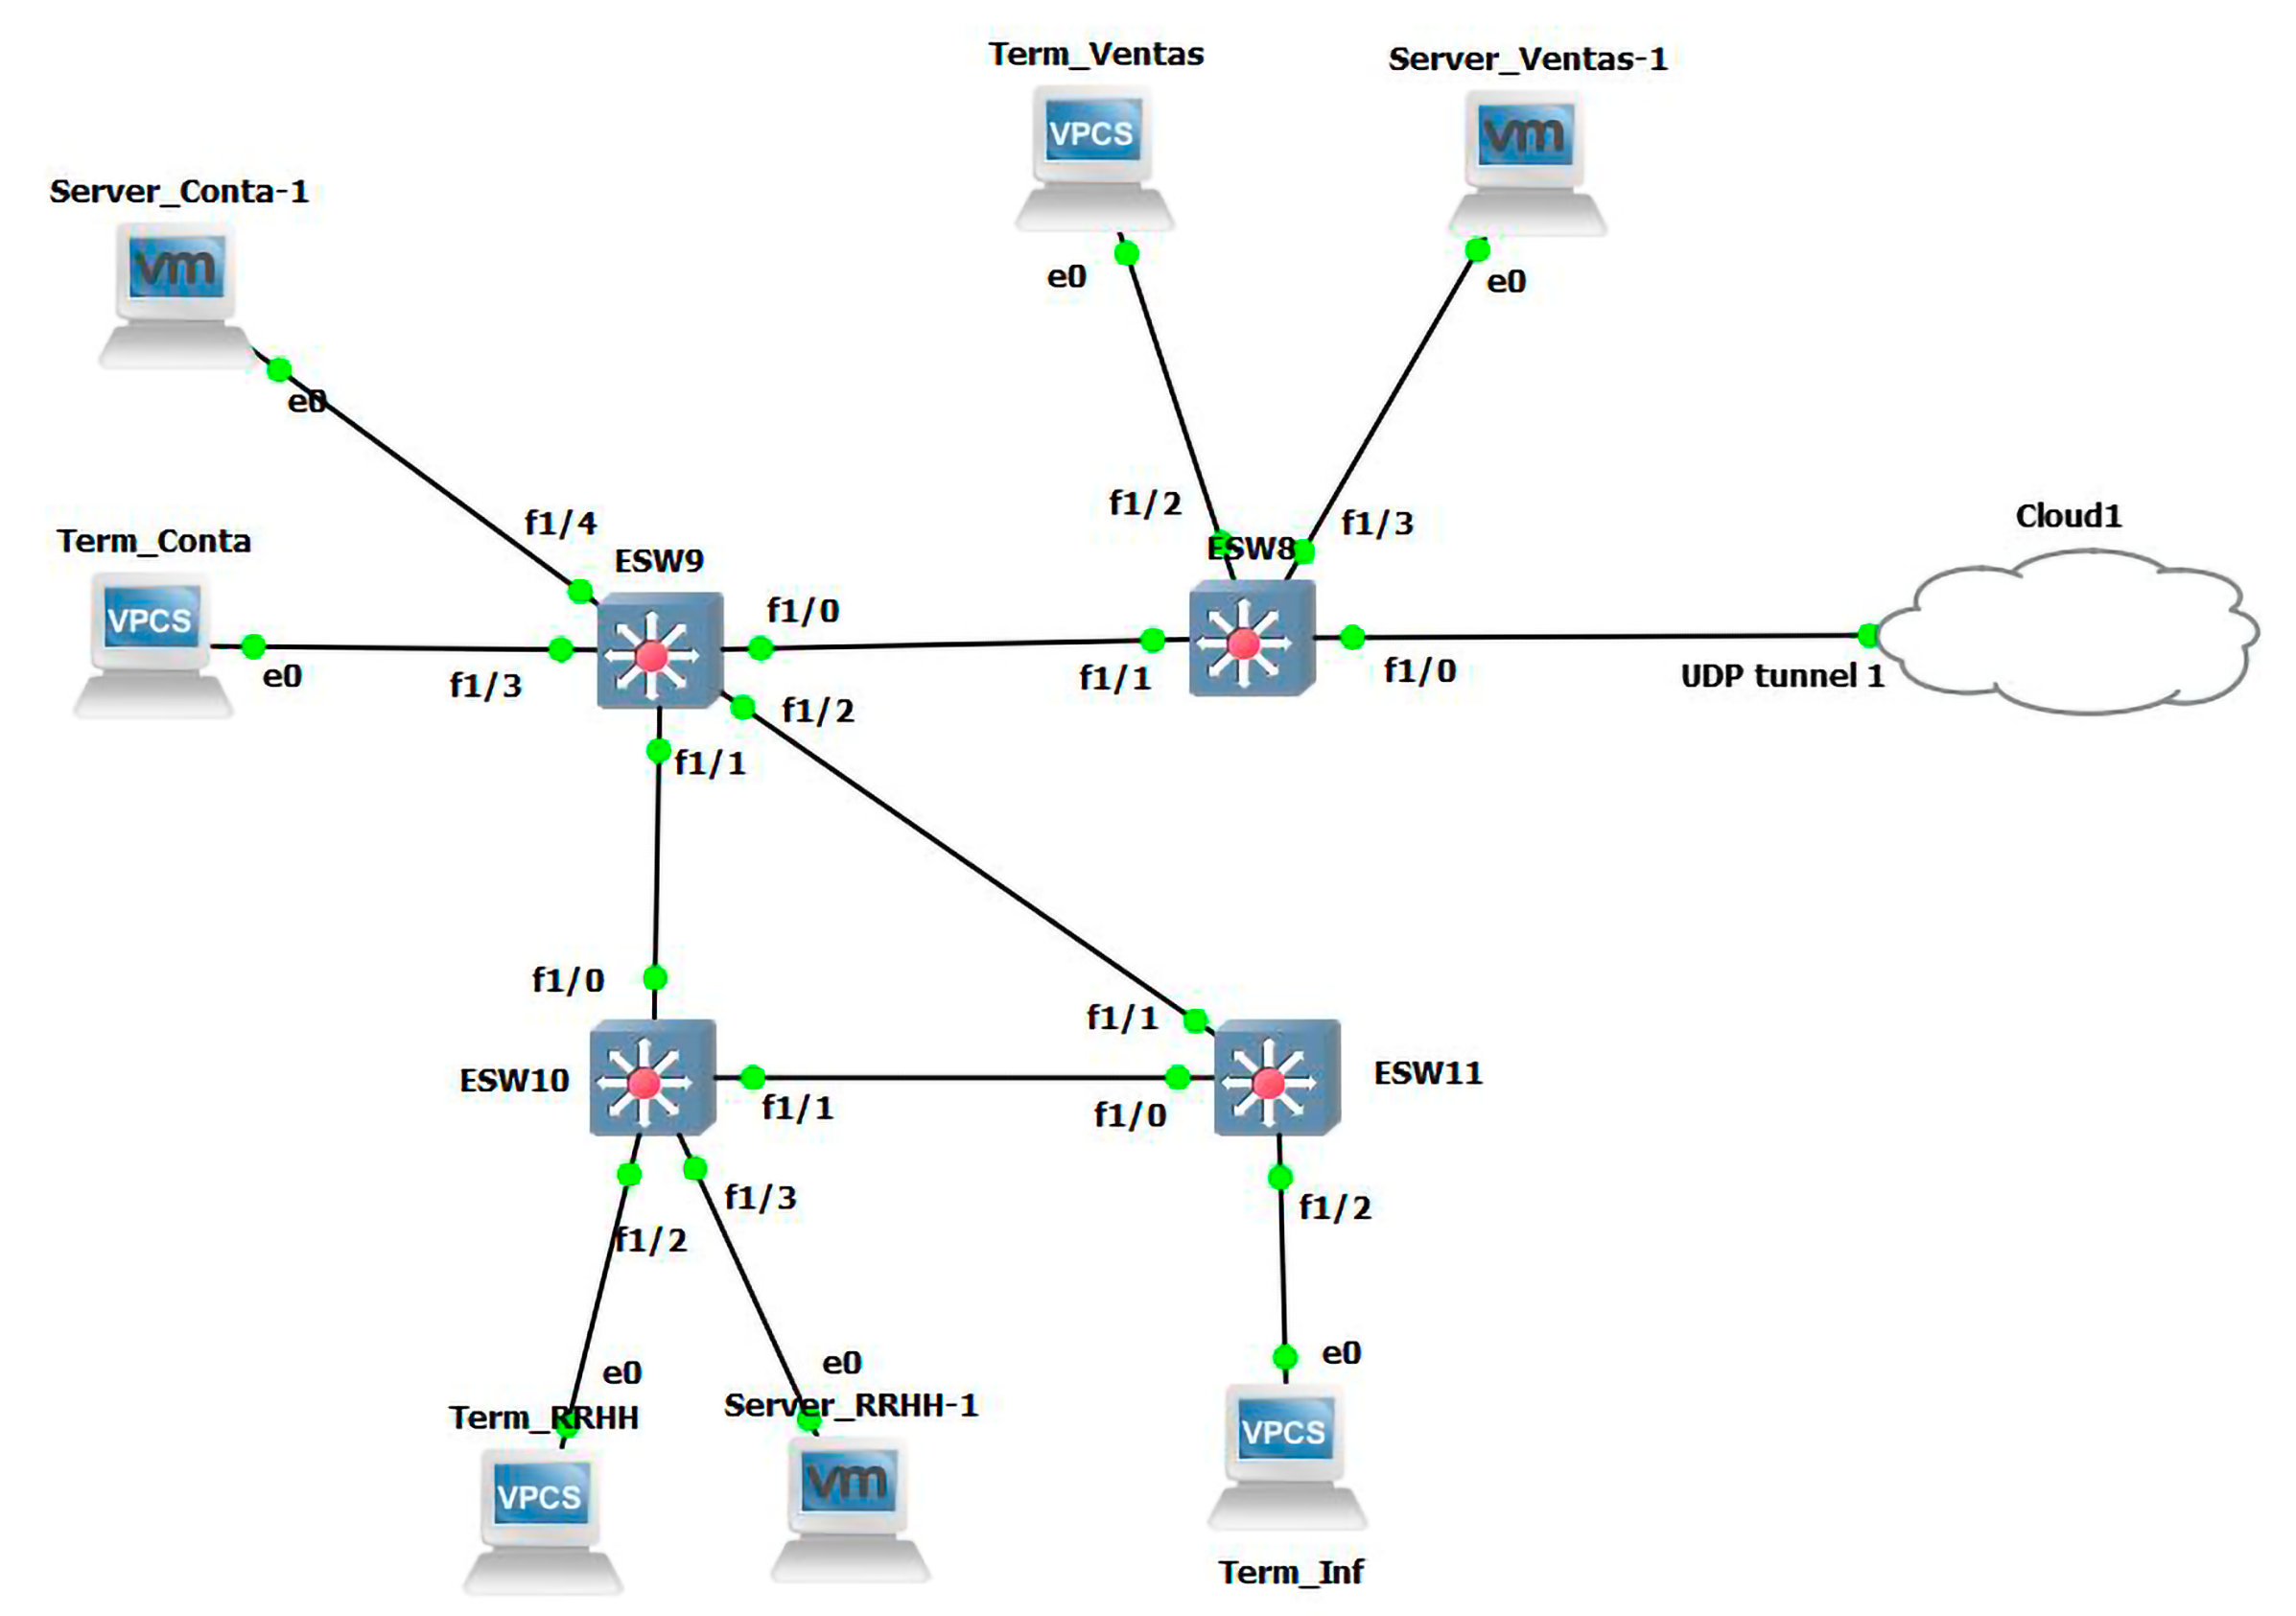 Term_Ventas
Server_Ventas-1
VPCS
vm
Server_Conta-1
vm
e0
e0
e0
f1/2
f1/3
f1/4
Cloud1
Term_Conta
ESW9
ESW8
VPCS
f1/0
e0
f1/3
f1/1
f1/0
UDP tunnel 1
f1/2
f1/1
f1/0
f1/1
ESW10
ESW11
f1/1
f1/0
f1/3
f1/2
f1/2
e0
e0
e0
Term_RRHH
Server_RRHH-1
VPCS
vm
VPCS
Term_Inf